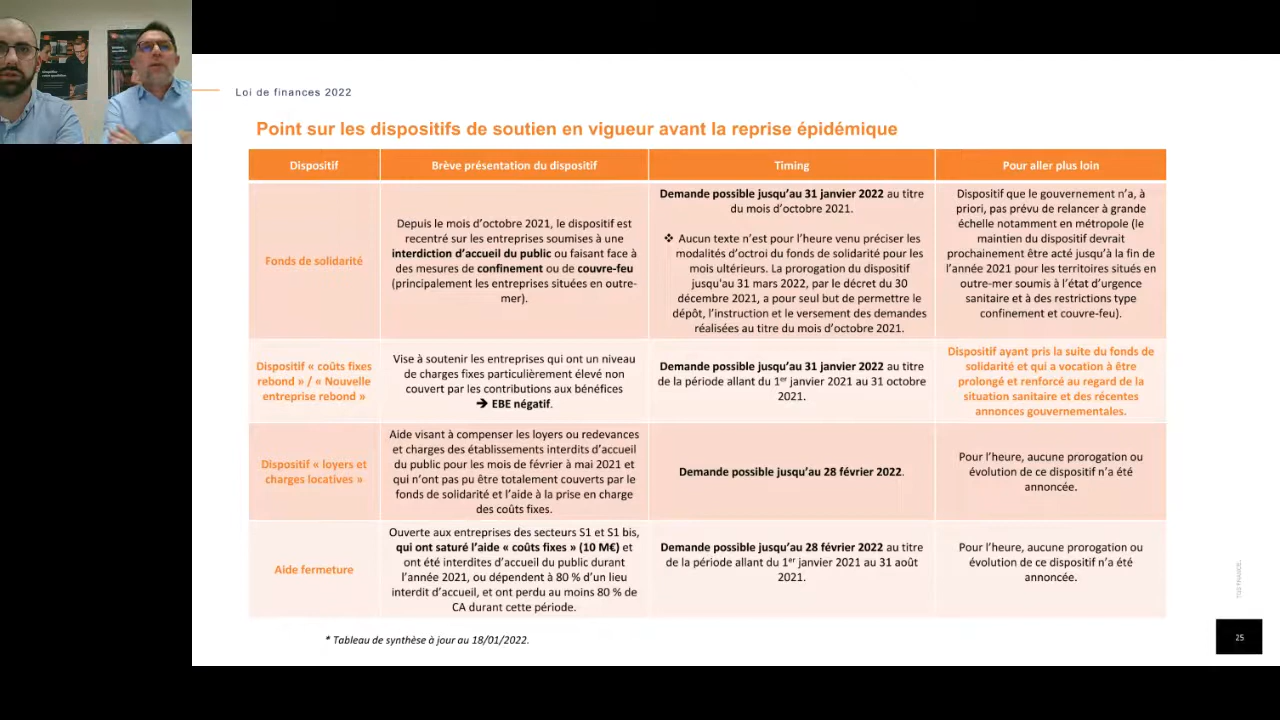 Loi de finances 2022
Point sur les dispositifs de soutien en vigueur avant la reprise épidémique
Dispositif
Brève présentation du dispositif
Timing
Pour aller plus loin
Fonds de solidarité
Depuis le mois d'octobre 2021, le dispositif est
recentré sur les entreprises soumises à une
interdiction d'accueil du public ou faisant face à
des mesures de confinement ou de couvre-feu
(principalement les entreprises situées en outre-
mer).
Demande possible jusqu'au 31 janvier 2022 au titre
du mois d'octobre 2021.
❖ Aucun texte n'est pour l'heure venu préciser les
modalités d'octroi du fonds de solidarité pour les
mois ultérieurs. La prorogation du dispositif
jusqu'au 31 mars 2022, par le décret du 30
décembre 2021, a pour seul but de permettre le
dépôt, l'instruction et le versement des demandes
réalisées au titre du mois d'octobre 2021.
Dispositif que le gouvernement n'a, à
priori, pas prévu de relancer à grande
échelle notamment en métropole (le
maintien du dispositif devrait
prochainement être acté jusqu'à la fin de
l'année 2021 pour les territoires situés en
outre-mer soumis à l'état d'urgence
sanitaire et à des restrictions type
confinement et couvre-feu).
Dispositif « coûts fixes
rebond » / « Nouvelle
entreprise rebond »
Vise à soutenir les entreprises qui ont un niveau
de charges fixes particulièrement élevé non
couvert par les contributions aux bénéfices
➔ EBE négatif.
Demande possible jusqu'au 31 janvier 2022 au titre
de la période allant du 1er janvier 2021 au 31 octobre
2021.
Dispositif ayant pris la suite du fonds de
solidarité et qui a vocation à être
prolongé et renforcé au regard de la
situation sanitaire et des récentes
annonces gouvernementales.
Dispositif « loyers et
charges locatives »
Aide visant à compenser les loyers ou redevances
et charges des établissements interdits d'accueil
du public pour les mois de février à mai 2021 et
qui n'ont pas pu être totalement couverts par le
fonds de solidarité et l'aide à la prise en charge
des coûts fixes.
Demande possible jusqu'au 28 février 2022.
Pour l'heure, aucune prorogation ou
évolution de ce dispositif n'a été
annoncée.
Aide fermeture
Ouverte aux entreprises des secteurs S1 et S1 bis,
qui ont saturé l'aide « coûts fixes » (10 M€) et
ont été interdites d'accueil du public durant
l'année 2021, ou dépendent à 80 % d'un lieu
interdit d'accueil, et ont perdu au moins 80 % de
CA durant cette période.
Demande possible jusqu'au 28 février 2022 au titre
de la période allant du 1er janvier 2021 au 31 août
2021.
Pour l'heure, aucune prorogation ou
évolution de ce dispositif n'a été
annoncée.
* Tableau de synthèse à jour au 18/01/2022.
25